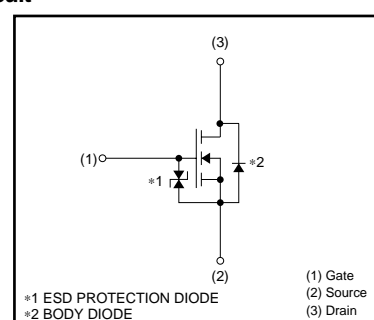 (3)
(1)
*1
*2
(2)
*1 ESD PROTECTION DIODE
*2 BODY DIODE
(1) Gate
(2) Source
(3) Drain